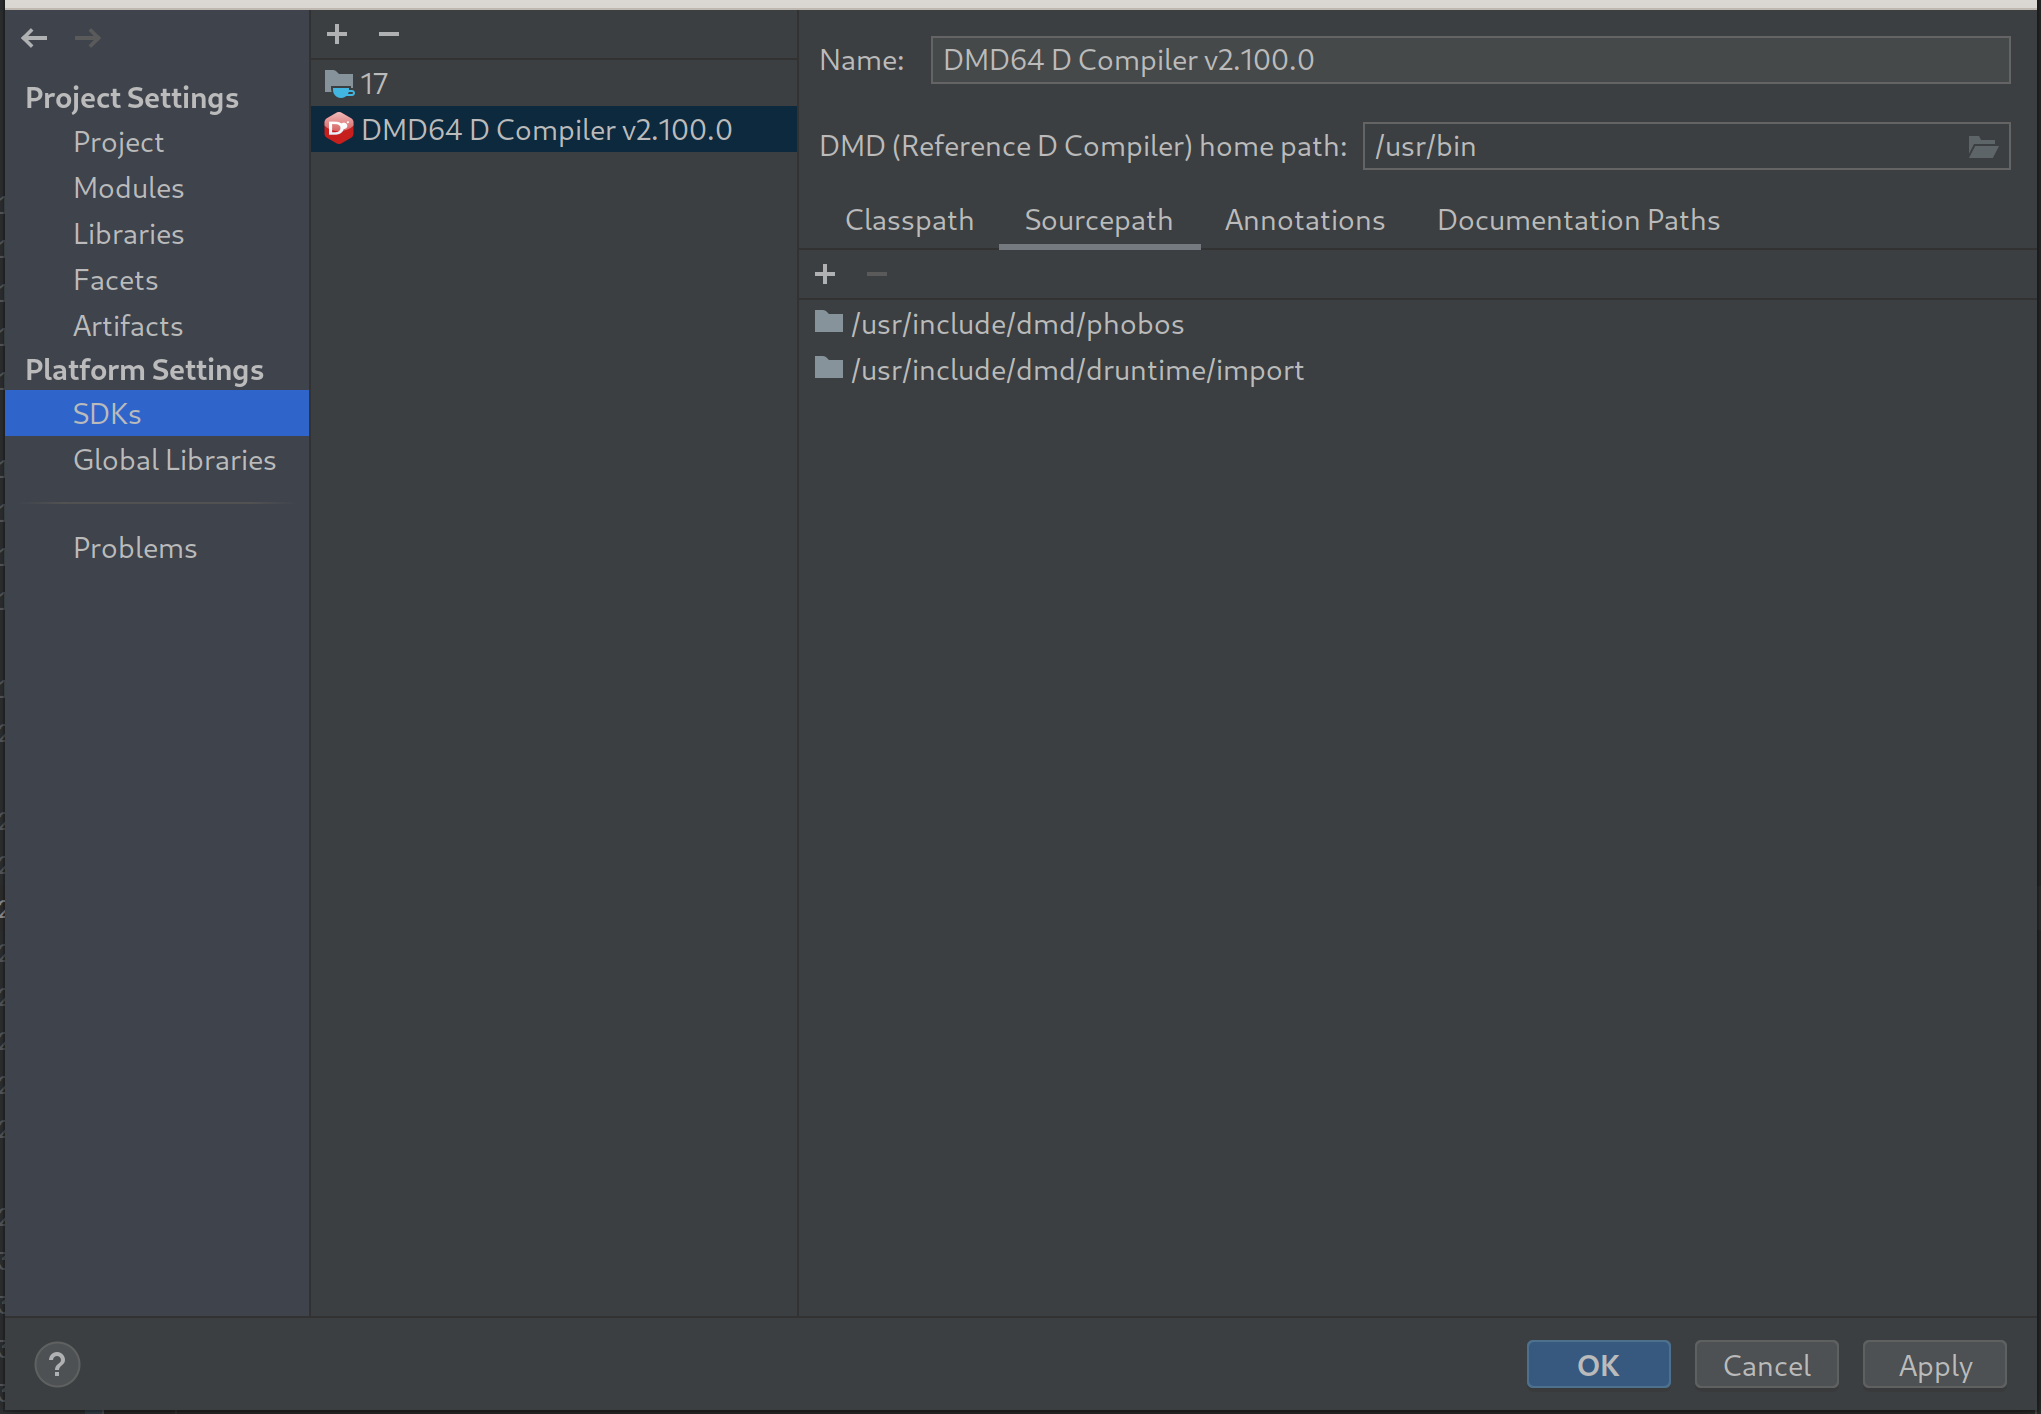 Project Settings
Project
Modules
Libraries
Facets
Artifacts
Platform Settings
SDKs
Global Libraries
Problems
17
DMD64 D Compiler v2.100.0
Name: DMD64 D Compiler v2.100.0
DMD (Reference D Compiler) home path: /usr/bin
Classpath Sourcepath Annotations Documentation Paths
/usr/include/dmd/phobos
/usr/include/dmd/druntime/import
? OK Cancel Apply